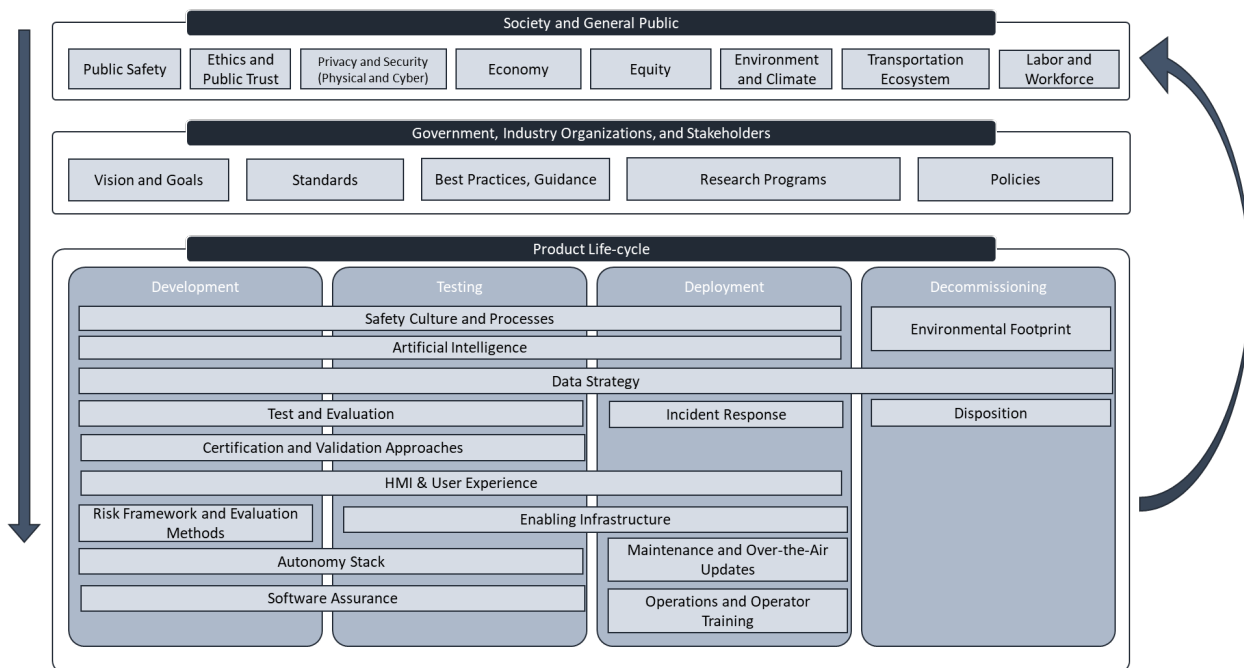 Society and General Public
Public Safety
Ethics and
Public Trust
Privacy and Security
(Physical and Cyber)
Economy
Equity
Environment
and Climate
Transportation
Ecosystem
Labor and
Workforce
Government, Industry Organizations, and Stakeholders
Vision and Goals
Standards
Best Practices, Guidance
Research Programs
Policies
Product Life-cycle
Development
Testing
Deployment
Decommissioning
Safety Culture and Processes
Environmental Footprint
Artificial Intelligence
Data Strategy
Test and Evaluation
Incident Response
Disposition
Certification and Validation Approaches
HMI & User Experience
Risk Framework and Evaluation
Methods
Enabling Infrastructure
Autonomy Stack
Maintenance and Over-the-Air
Updates
Software Assurance
Operations and Operator
Training